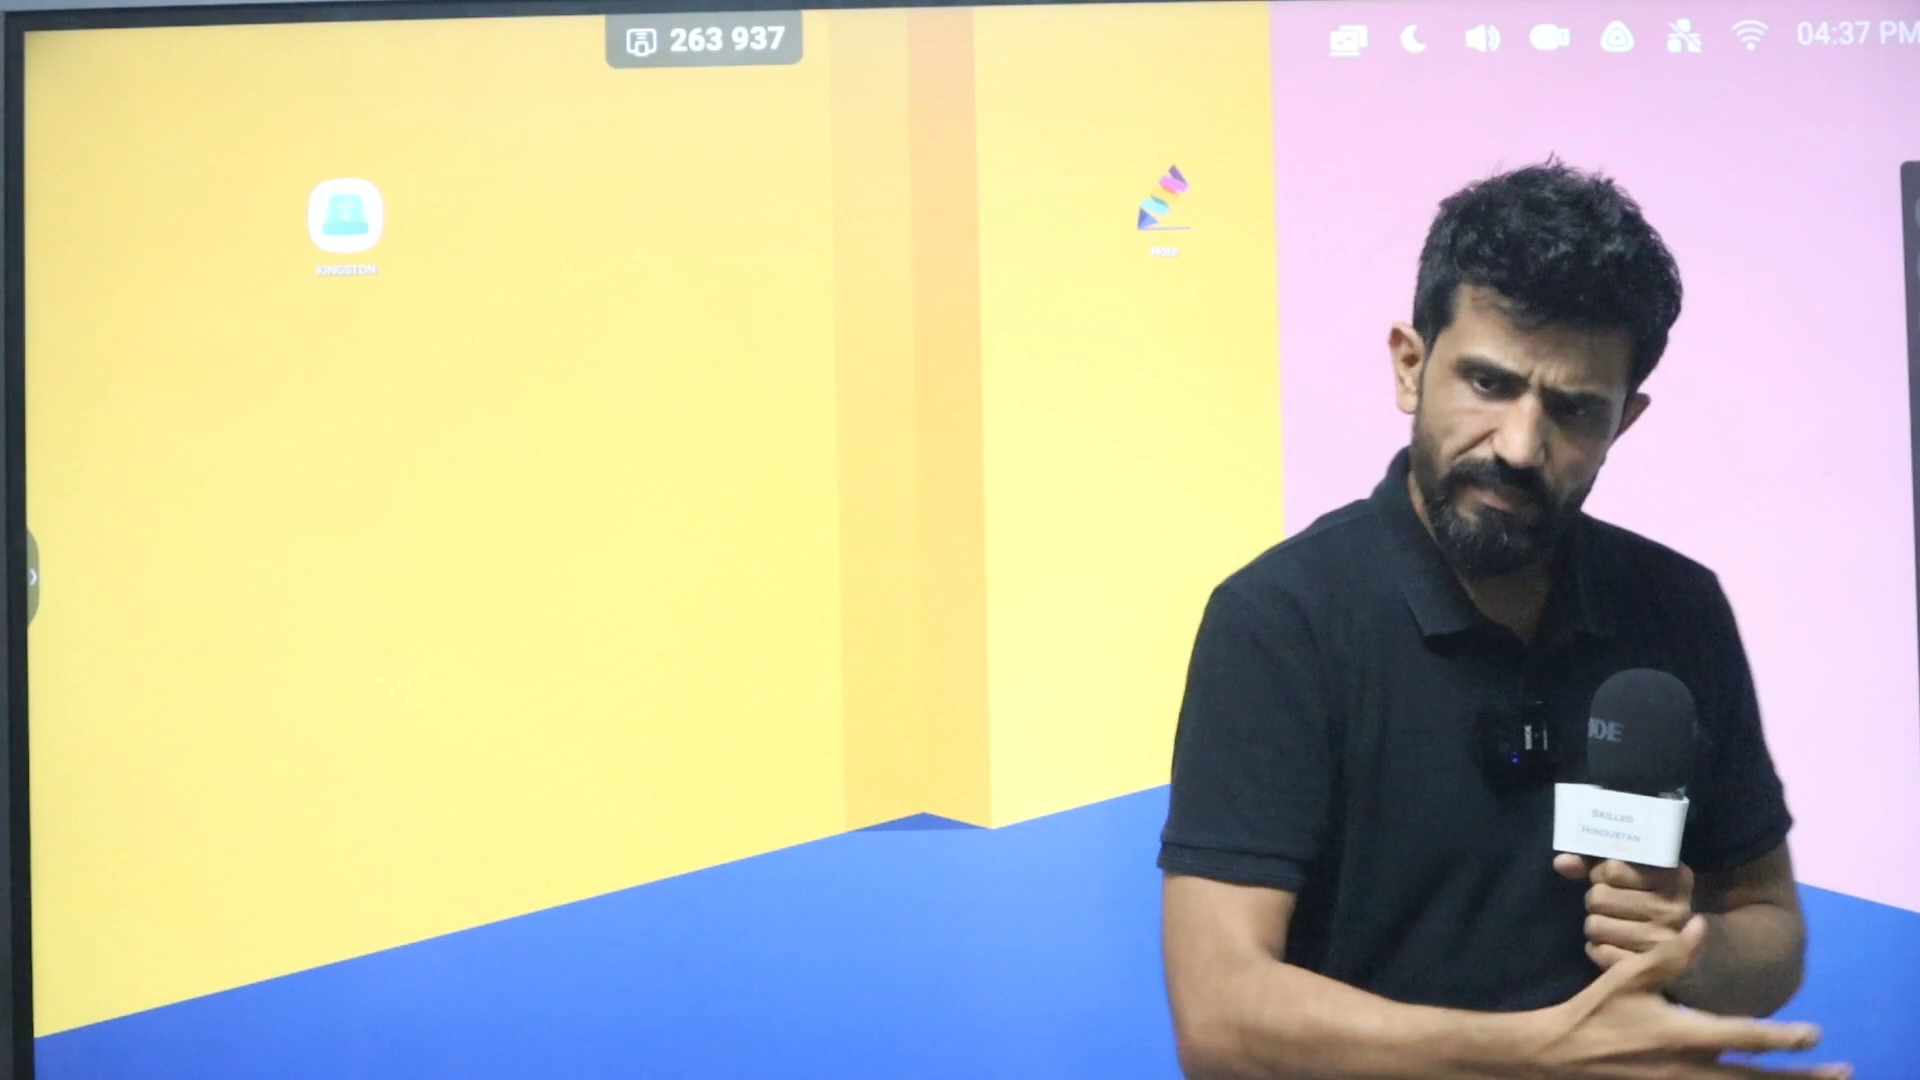 263 937
04:37 PM
KINGSTON
Note
SKILLED
HINDUSTAN